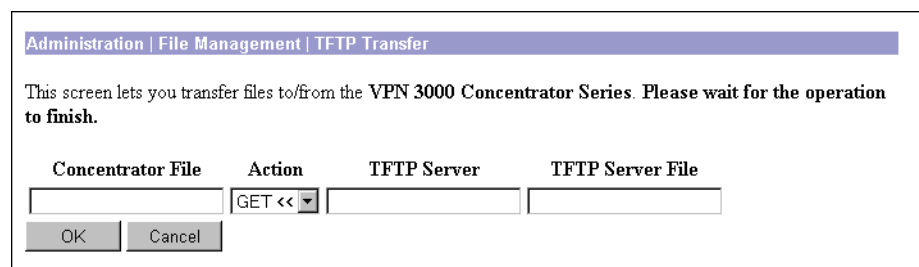 Administration | File Management | TFTP Transfer
This screen lets you transfer files to/from the VPN 3000 Concentrator Series. Please wait for the operation
to finish.
Concentrator File Action TFTP Server TFTP Server File
GET <<
OK Cancel